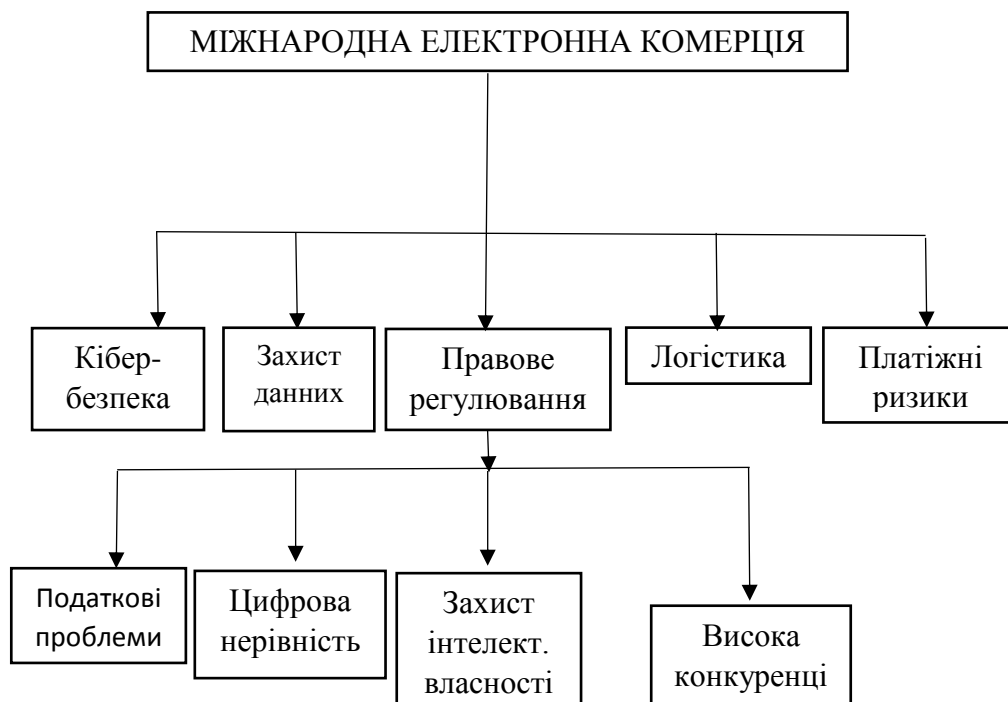 МІЖНАРОДНА ЕЛЕКТРОННА КОМЕРЦІЯ
Кібер-
безпека
Захист
данних
Правове
регулювання
Логістика
Платіжні
ризики
Податкові
проблеми
Цифрова
нерівність
Захист
інтелект.
власності
Висока
конкуренці